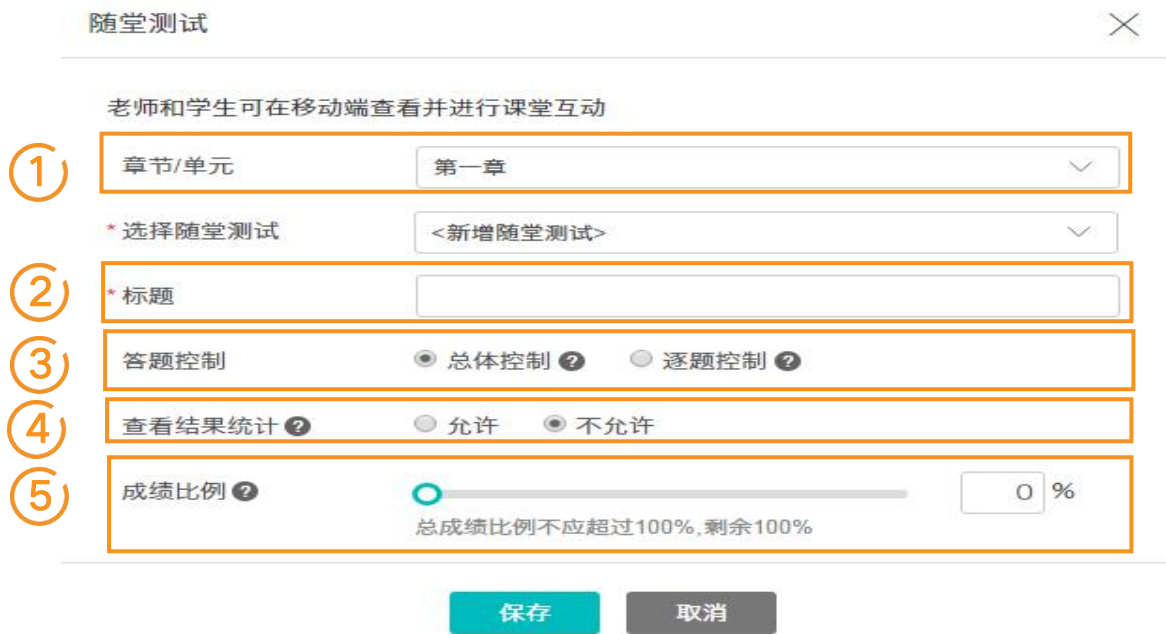 随堂测试
老师和学生可在移动端查看并进行课堂互动
① 章节/单元 第一章
* 选择随堂测试 <新增随堂测试>
② * 标题
③ 答题控制 总体控制 ? 逐题控制 ?
④ 查看结果统计 ? 允许 不允许
⑤ 成绩比例 ? 0 %
总成绩比例不应超过100%,剩余100%
保存 取消